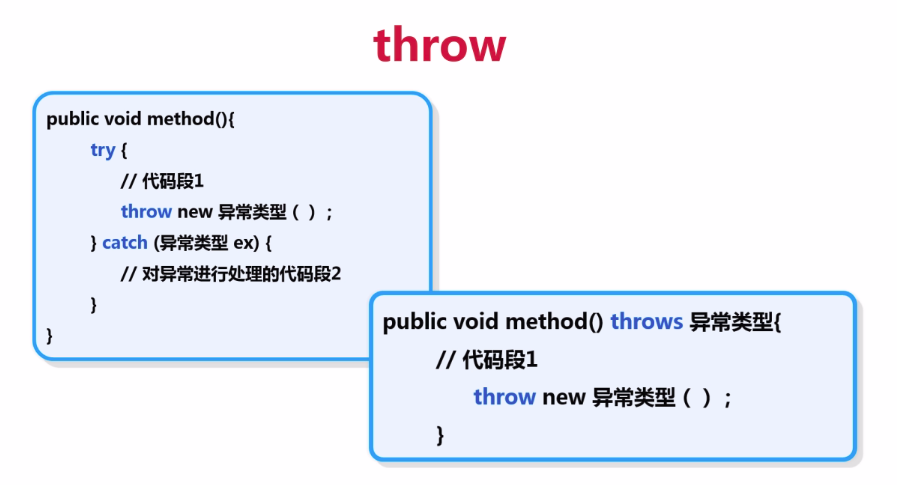 throw
public void method(){
try {
// 代码段1
throw new 异常类型（ ）;
} catch (异常类型 ex) {
// 对异常进行处理的代码段2
}
}
public void method() throws 异常类型{
// 代码段1
throw new 异常类型（ ）;
}